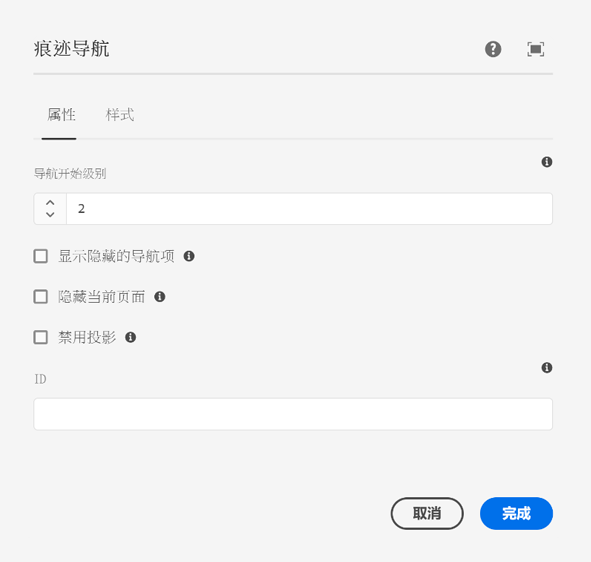 痕迹导航
属性 样式
导航开始级别
2
显示隐藏的导航项
隐藏当前页面
禁用投影
ID
取消 完成